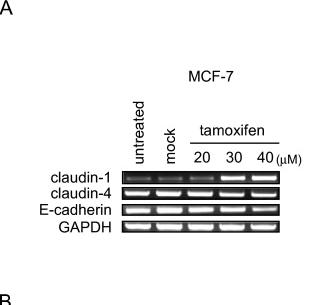 A
MCF-7
untreated
mock
tamoxifen
20 30 40 (μM)
claudin-1
claudin-4
E-cadherin
GAPDH
B